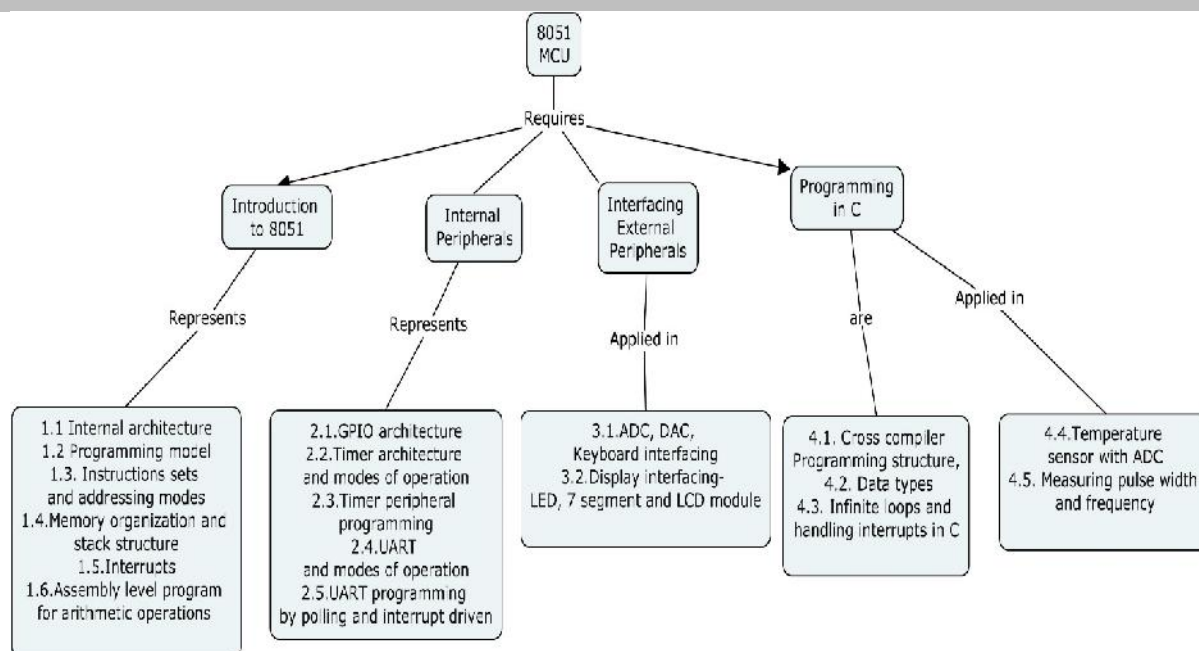 8051
MCU
Requires
Introduction
to 8051
Internal
Peripherals
Interfacing
External
Peripherals
Programming
in C
Represents
Represents
Applied in
are
Applied in
1.1 Internal architecture
1.2 Programming model
1.3. Instructions sets
and addressing modes
1.4.Memory organization and
stack structure
1.5.Interrupts
1.6.Assembly level program
for arithmetic operations
2.1.GPIO architecture
2.2.Timer architecture
and modes of operation
2.3.Timer peripheral
programming
2.4.UART
and modes of operation
2.5.UART programming
by polling and interrupt driven
3.1.ADC, DAC,
Keyboard interfacing
3.2.Display interfacing-
LED, 7 segment and LCD module
4.1. Cross compiler
Programming structure,
4.2. Data types
4.3. Infinite loops and
handling interrupts in C
4.4.Temperature
sensor with ADC
4.5. Measuring pulse width
and frequency